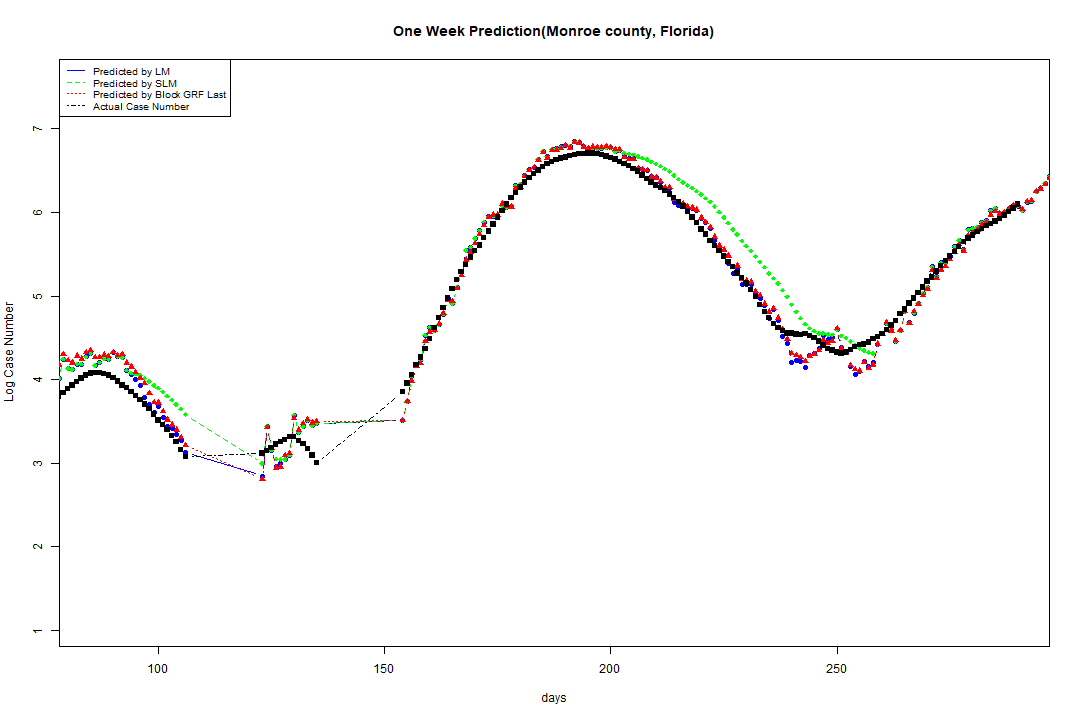 One Week Prediction(Monroe county, Florida)
Predicted by LM
Predicted by SLM
Predicted by Block GRF Last
Actual Case Number
7
6
5
4
3
2
1
Log Case Number
100 150 200 250
days